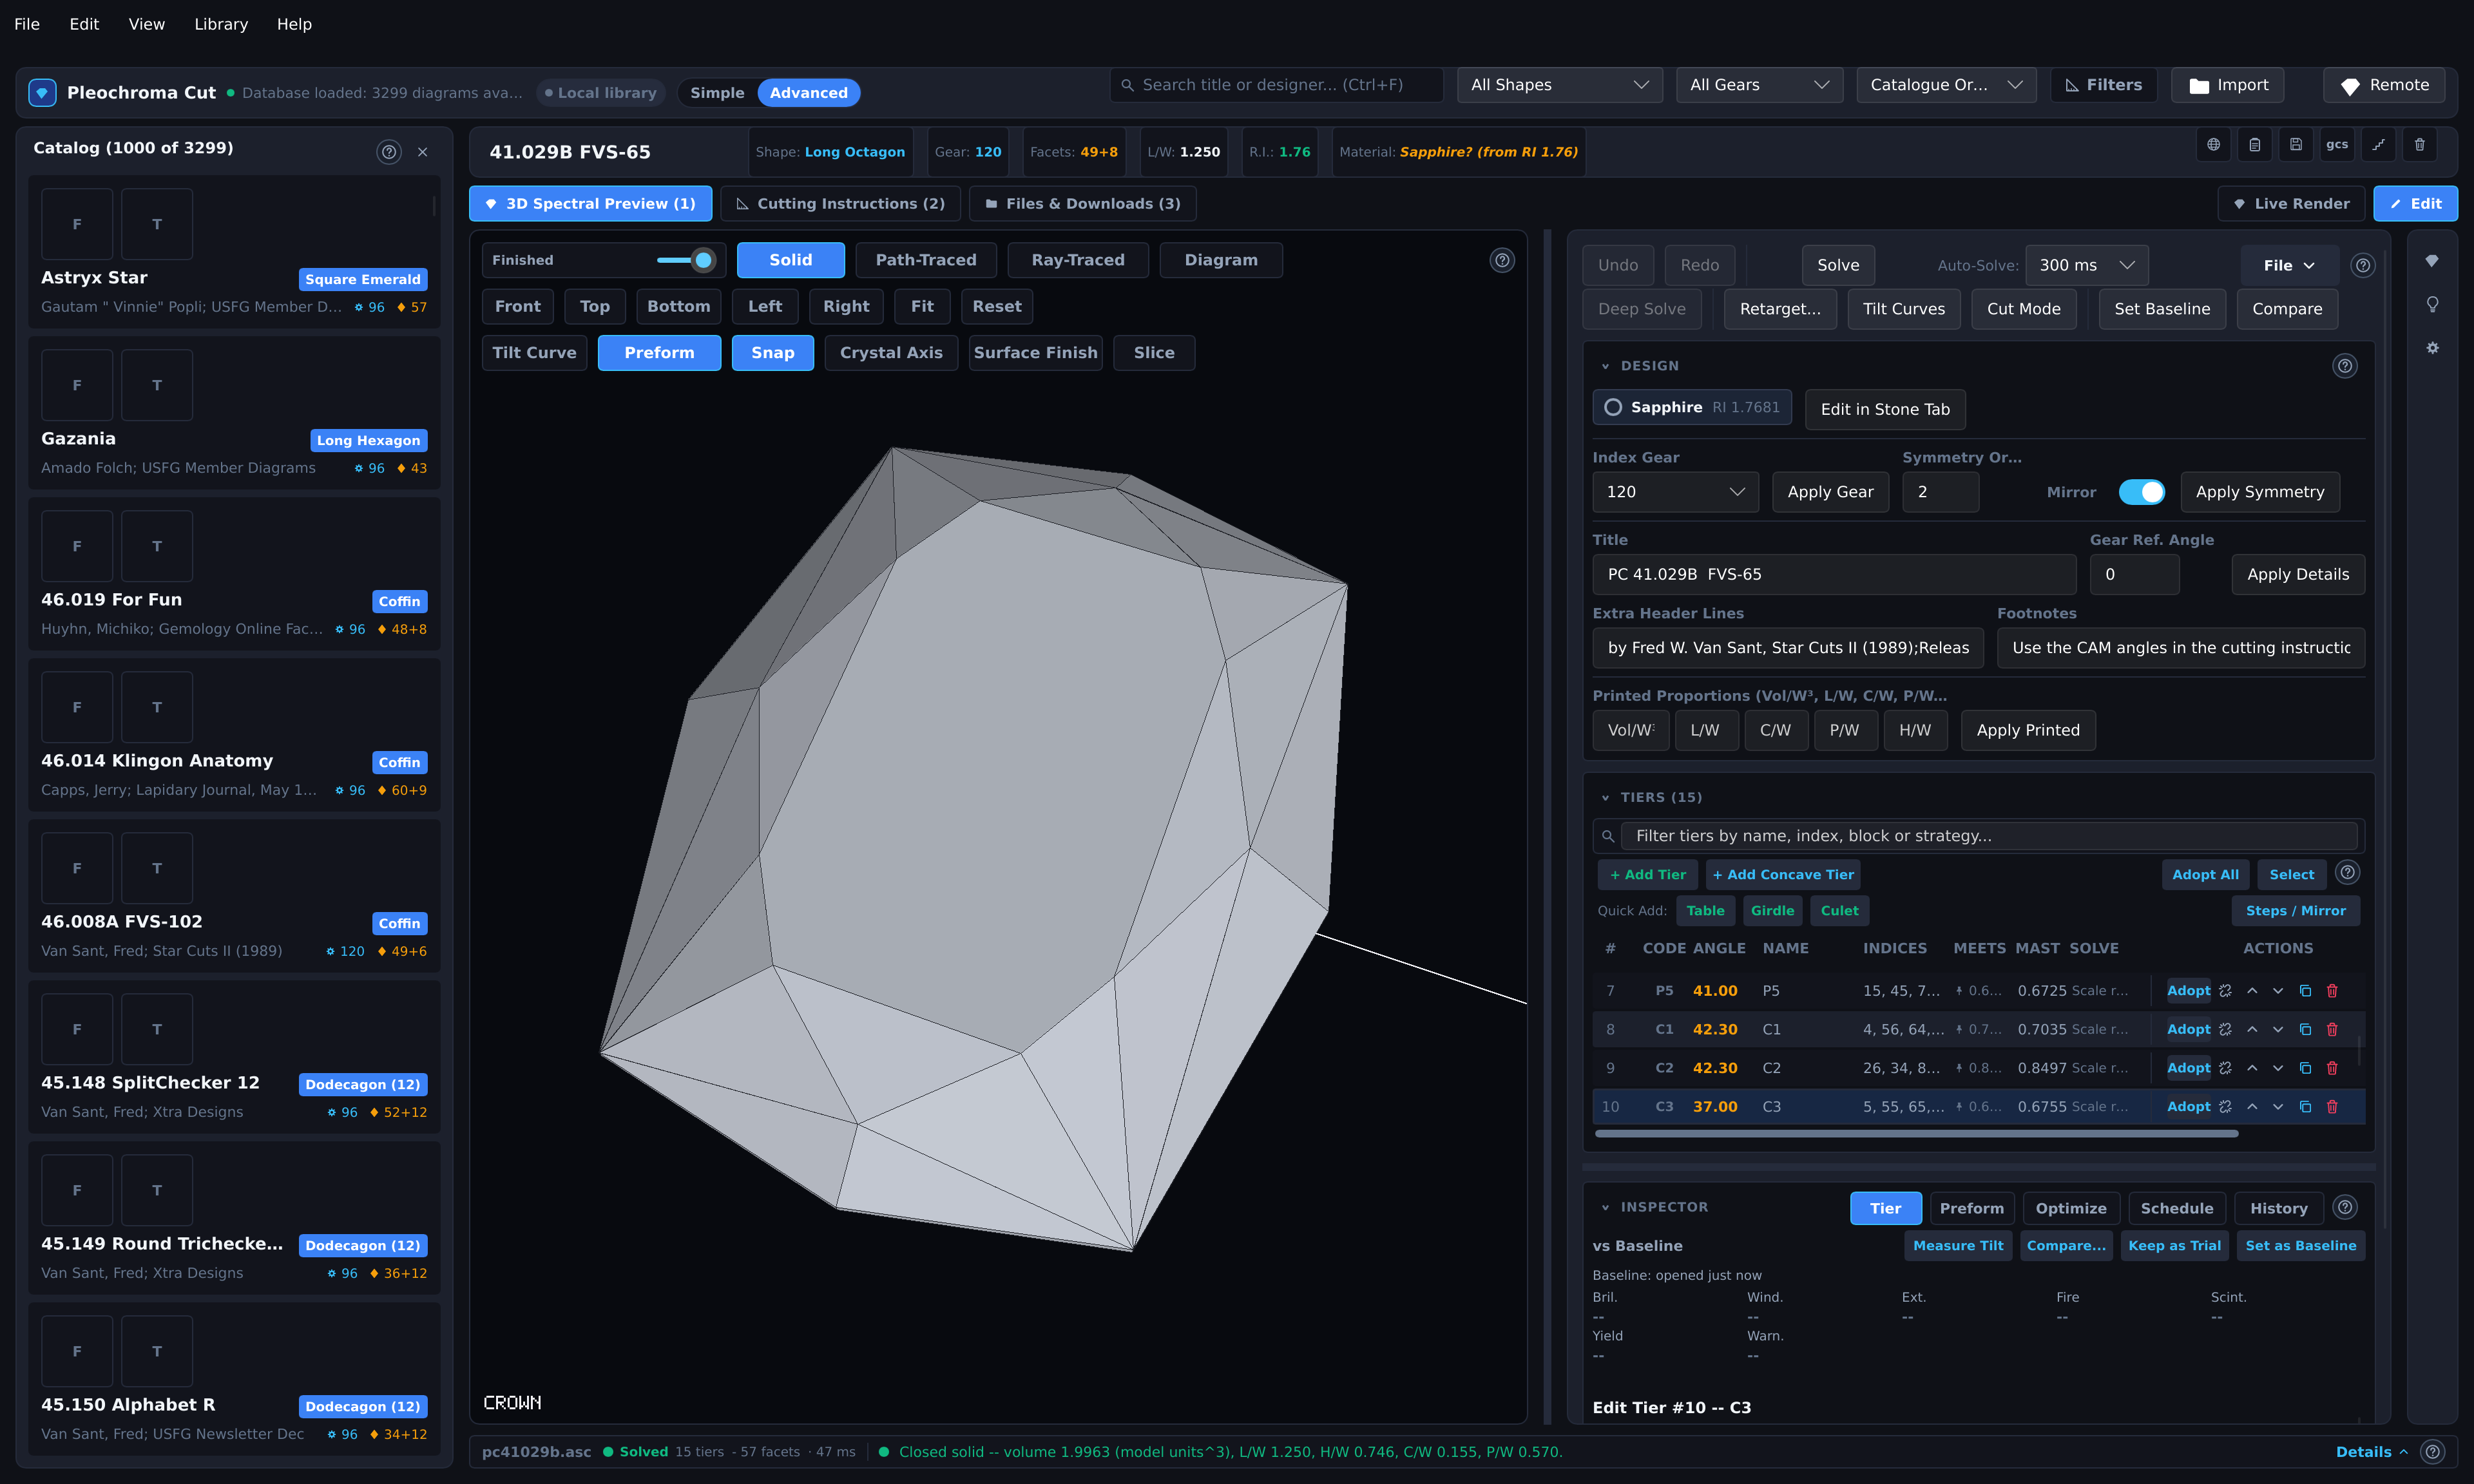 File Edit View Library Help
Pleochroma Cut Database loaded: 3299 diagrams ava... Local library Simple Advanced Search title or designer... (Ctrl+F) All Shapes All Gears Catalogue Or... Filters Import Remote
Catalog (1000 of 3299)
F T
Astryx Star Square Emerald
Gautam " Vinnie" Popli; USFG Member D... 96 57
F T
Gazania Long Hexagon
Amado Folch; USFG Member Diagrams 96 43
F T
46.019 For Fun Coffin
Huyhn, Michiko; Gemology Online Fac... 96 48+8
F T
46.014 Klingon Anatomy Coffin
Capps, Jerry; Lapidary Journal, May 1... 96 60+9
F T
46.008A FVS-102 Coffin
Van Sant, Fred; Star Cuts II (1989) 120 49+6
F T
45.148 SplitChecker 12 Dodecagon (12)
Van Sant, Fred; Xtra Designs 96 52+12
F T
45.149 Round Trichecke... Dodecagon (12)
Van Sant, Fred; Xtra Designs 96 36+12
F T
45.150 Alphabet R Dodecagon (12)
Van Sant, Fred; USFG Newsletter Dec 96 34+12
41.029B FVS-65 Shape: Long Octagon Gear: 120 Facets: 49+8 L/W: 1.250 R.I.: 1.76 Material: Sapphire? (from RI 1.76) gcs
3D Spectral Preview (1) Cutting Instructions (2) Files & Downloads (3) Live Render Edit
Finished Solid Path-Traced Ray-Traced Diagram
Front Top Bottom Left Right Fit Reset
Tilt Curve Preform Snap Crystal Axis Surface Finish Slice
CROWN
Undo Redo Solve Auto-Solve: 300 ms File
Deep Solve Retarget... Tilt Curves Cut Mode Set Baseline Compare
DESIGN
Sapphire RI 1.7681 Edit in Stone Tab
Index Gear Symmetry Or...
120 Apply Gear 2 Mirror Apply Symmetry
Title Gear Ref. Angle
PC 41.029B  FVS-65 0 Apply Details
Extra Header Lines Footnotes
by Fred W. Van Sant, Star Cuts II (1989);Releas Use the CAM angles in the cutting instructic
Printed Proportions (Vol/W³, L/W, C/W, P/W...
Vol/W L/W C/W P/W H/W Apply Printed
TIERS (15)
Filter tiers by name, index, block or strategy...
+ Add Tier + Add Concave Tier Adopt All Select
Quick Add: Table Girdle Culet Steps / Mirror
# CODE ANGLE NAME INDICES MEETS MAST SOLVE ACTIONS
7 P5 41.00 P5 15, 45, 7... 0.6... 0.6725 Scale r... Adopt
8 C1 42.30 C1 4, 56, 64,... 0.7... 0.7035 Scale r... Adopt
9 C2 42.30 C2 26, 34, 8... 0.8... 0.8497 Scale r... Adopt
10 C3 37.00 C3 5, 55, 65,... 0.6... 0.6755 Scale r... Adopt
INSPECTOR Tier Preform Optimize Schedule History
vs Baseline Measure Tilt Compare... Keep as Trial Set as Baseline
Baseline: opened just now
Bril. Wind. Ext. Fire Scint.
-- -- -- -- --
Yield Warn.
-- --
Edit Tier #10 -- C3
pc41029b.asc Solved 15 tiers - 57 facets · 47 ms Closed solid -- volume 1.9963 (model units^3), L/W 1.250, H/W 0.746, C/W 0.155, P/W 0.570. Details